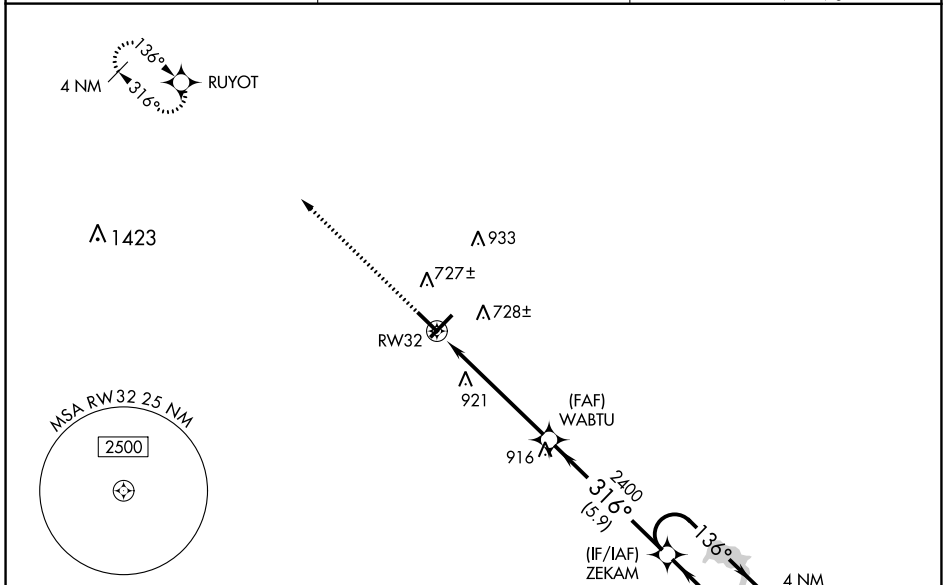 136°
4 NM
316°
RUYOT
1423
933
727±
728±
RW32
921
MSA RW32 25 NM
2500
(FAF)
WABTU
916
2400
316°
(5.9)
136°
(IF/IAF)
ZEKAM
4 NM